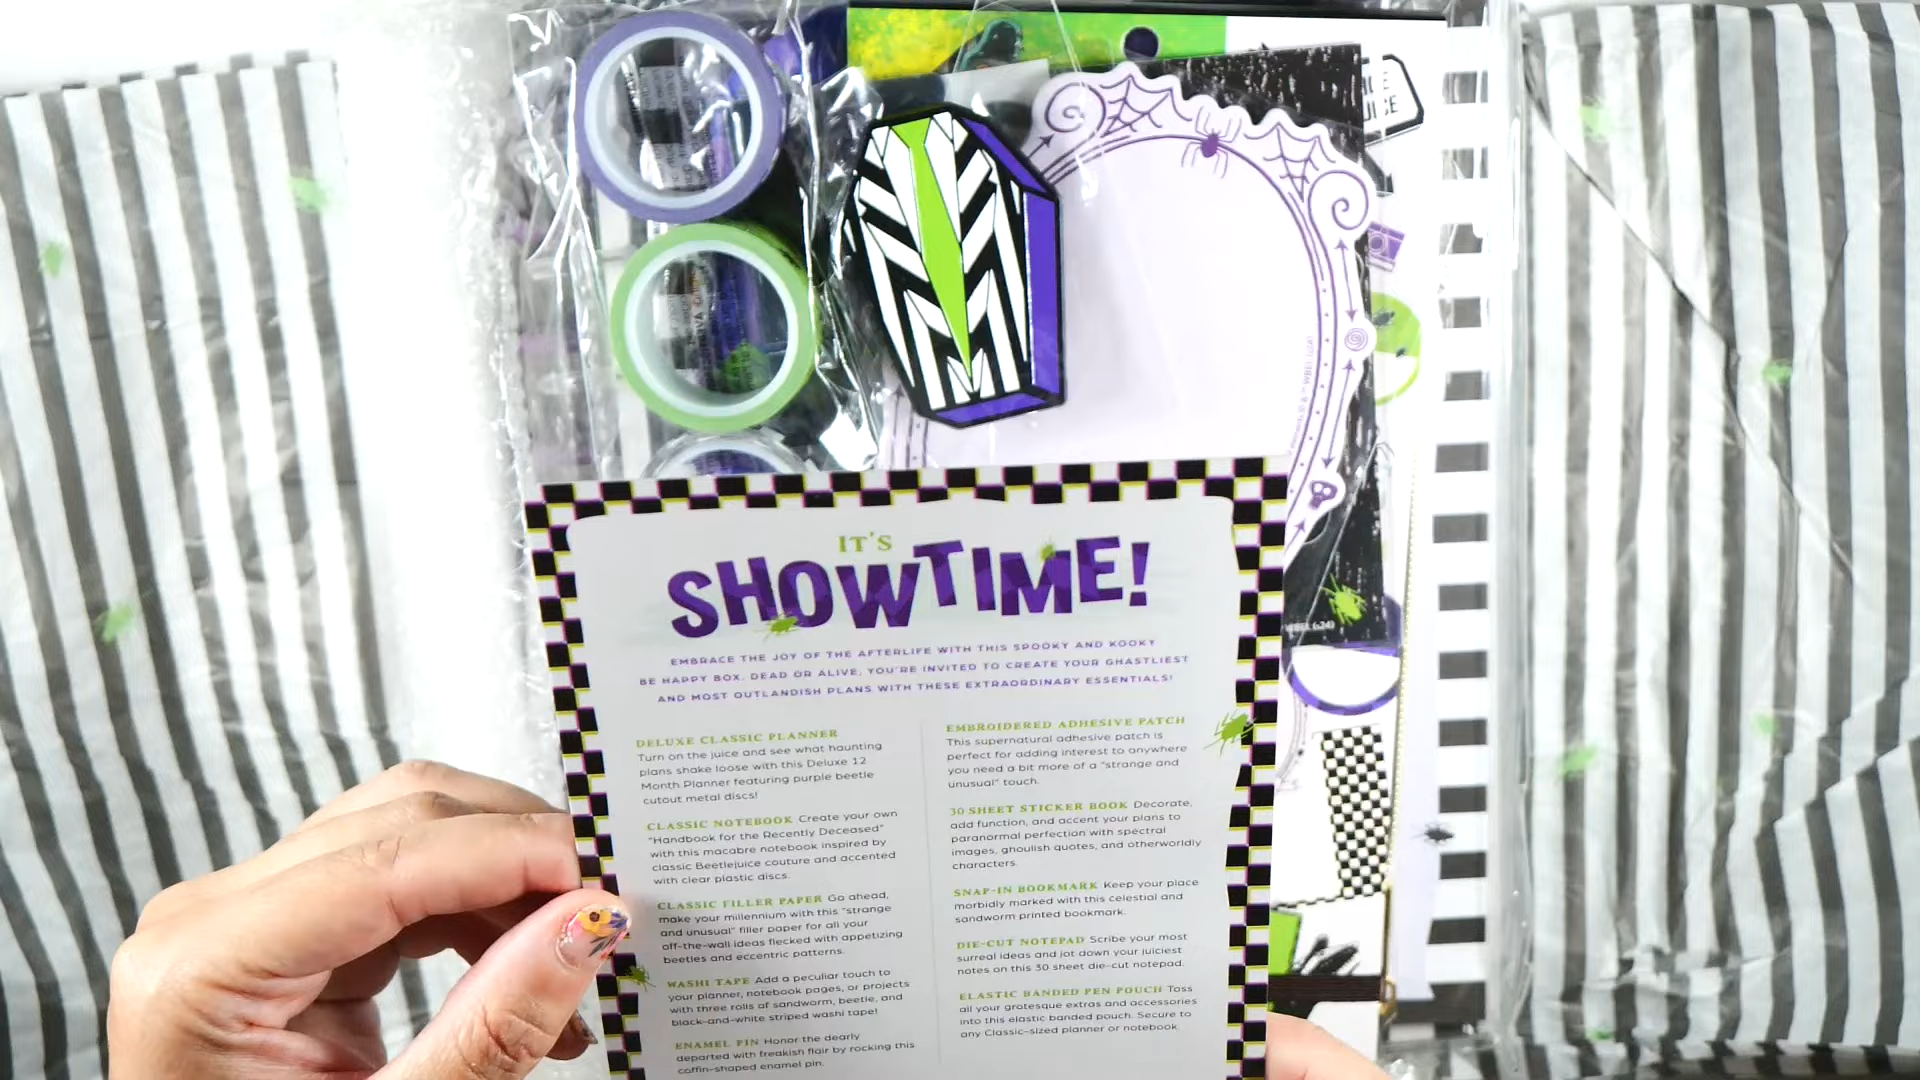 IT'S
SHOWTIME!
EMBRACE THE JOY OF THE AFTERLIFE WITH THIS SPOOKY AND KOOKY
BE HAPPY BOX. DEAD OR ALIVE, YOU'RE INVITED TO CREATE YOUR GHASTLIEST
AND MOST OUTLANDISH PLANS WITH THESE EXTRAORDINARY ESSENTIALS!
DELUXE CLASSIC PLANNER
Turn on the juice and see what haunting
plans shake loose with this Deluxe 12
Month Planner featuring purple beetle
cutout metal discs!
CLASSIC NOTEBOOK Create your own
"Handbook for the Recently Deceased"
with this macabre notebook inspired by
classic Beetlejuice couture and accented
with clear plastic discs.
CLASSIC FILLER PAPER Go ahead,
make your millennium with this "strange
and unusual" filler paper for all your
off-the-wall ideas flecked with appetizing
beetles and eccentric patterns.
WASHI TAPE Add a peculiar touch to
your planner, notebook pages, or projects
with three rolls of sandworm, beetle, and
black-and-white striped washi tape!
ENAMEL PIN Honor the dearly
departed with freakish flair by rocking this
coffin-shaped enamel pin.
EMBROIDERED ADHESIVE PATCH
This supernatural adhesive patch is
perfect for adding interest to anywhere
you need a bit more of a "strange and
unusual" touch.
30 SHEET STICKER BOOK Decorate,
add function, and accent your plans to
paranormal perfection with spectral
images, ghoulish quotes, and otherworldly
characters.
SNAP-IN BOOKMARK Keep your place
morbidly marked with this celestial and
sandworm printed bookmark.
DIE-CUT NOTEPAD Scribe your most
surreal ideas and jot down your juiciest
notes on this 30 sheet die-cut notepad.
ELASTIC BANDED PEN POUCH Toss
all your grotesque extras and accessories
into this elastic banded pouch. Secure to
any Classic-sized planner or notebook.